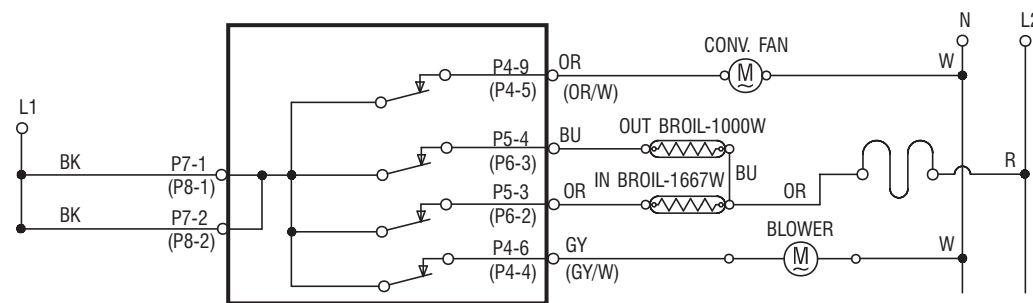 N
L2
CONV. FAN
P4-9
OR
W
(P4-5)
(OR/W)
M
L1
P5-4
BU
OUT BROIL-1000W
(P6-3)
BK
P7-1
BU
R
(P8-1)
P5-3
OR
IN BROIL-1667W
OR
(P6-2)
BK
P7-2
(P8-2)
BLOWER
P4-6
GY
W
(P4-4)
(GY/W)
M